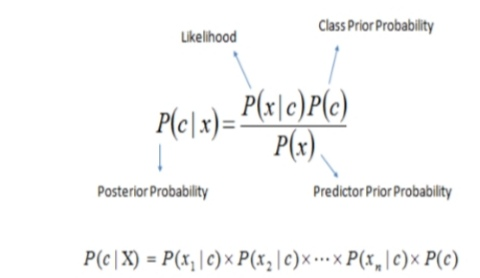 Likelihood
Class Prior Probability
P(c|x)= P(x|c)P(c)
P(x)
Posterior Probability
Predictor Prior Probability
P(c|X) = P(x₁|c)×P(x₂|c)×···×P(xₙ|c)×P(c)